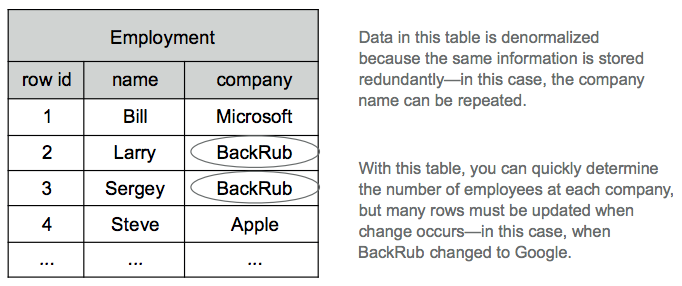 Employment
row id name company
1 Bill Microsoft
2 Larry BackRub
3 Sergey BackRub
4 Steve Apple
... ... ...
Data in this table is denormalized
because the same information is stored
redundantly—in this case, the company
name can be repeated.
With this table, you can quickly determine
the number of employees at each company,
but many rows must be updated when
change occurs—in this case, when
BackRub changed to Google.